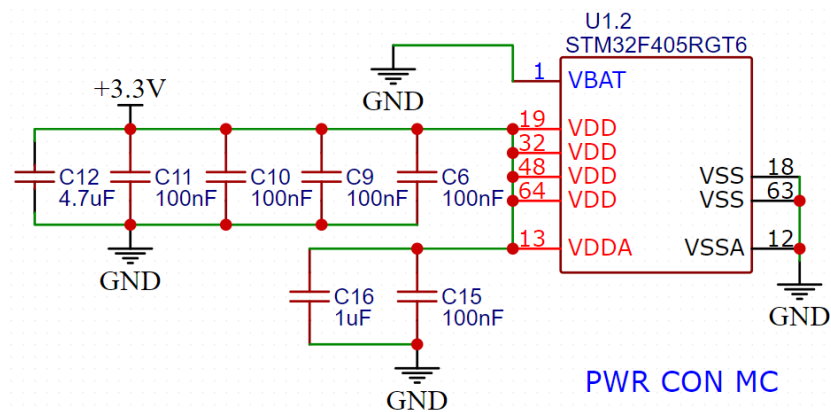 U1.2
STM32F405RGT6
1 VBAT
GND
+3.3V
19 VDD
32 VDD
48 VDD
64 VDD
13 VDDA
VSS 18
VSS 63
VSSA 12
C12
4.7uF
C11
100nF
C10
100nF
C9
100nF
C6
100nF
GND
C16
1uF
C15
100nF
GND
GND
PWR CON MC